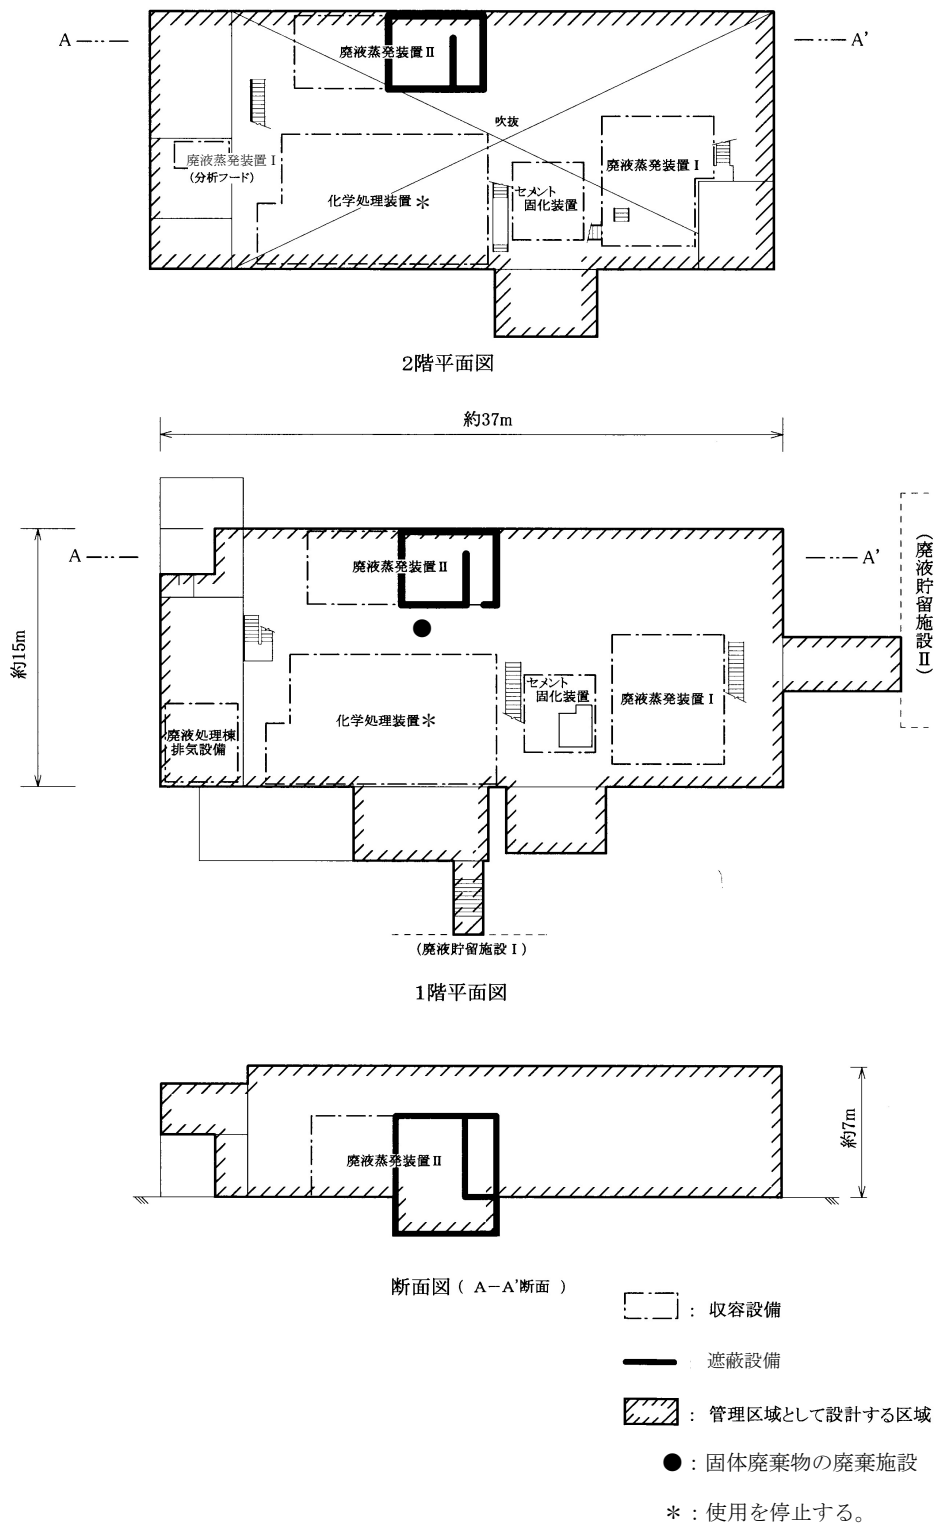 A
A'
廃液蒸発装置Ⅱ
吹抜
廃液蒸発装置Ⅰ
(分析フード)
廃液蒸発装置Ⅰ
化学処理装置＊
セメント
固化装置
2階平面図
約37m
A
A'
廃液蒸発装置Ⅱ
(廃液貯留施設Ⅱ)
約15m
セメント
固化装置
廃液蒸発装置Ⅰ
化学処理装置＊
廃液処理棟
排気設備
(廃液貯留施設Ⅰ)
1階平面図
約7m
廃液蒸発装置Ⅱ
断面図 ( A－A'断面 )
: 収容設備
遮蔽設備
: 管理区域として設計する区域
● : 固体廃棄物の廃棄施設
＊ : 使用を停止する。